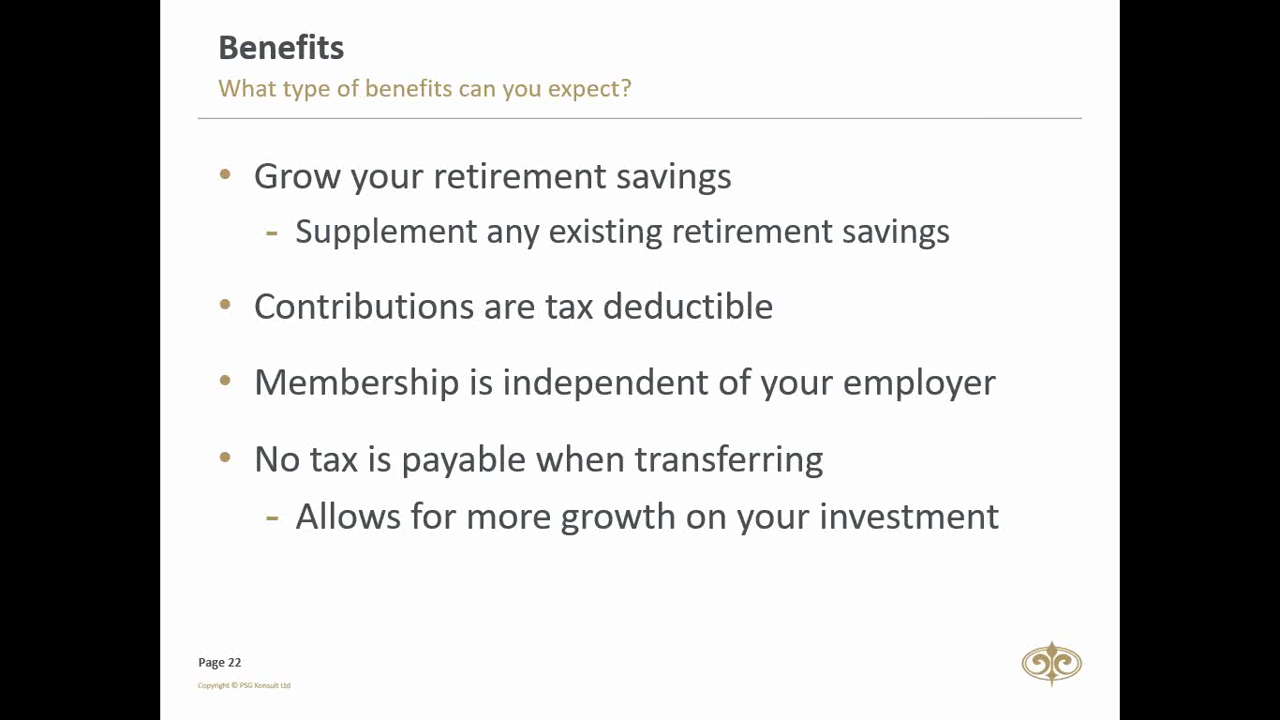 Benefits
What type of benefits can you expect?
• Grow your retirement savings
- Supplement any existing retirement savings
• Contributions are tax deductible
• Membership is independent of your employer
• No tax is payable when transferring
- Allows for more growth on your investment
Page 22
Copyright © PSG Konsult Ltd